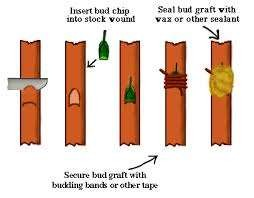 Insert bud chip
into stock wound
Seal bud graft with
wax or other sealant
Secure bud graft with
budding bands or other tape